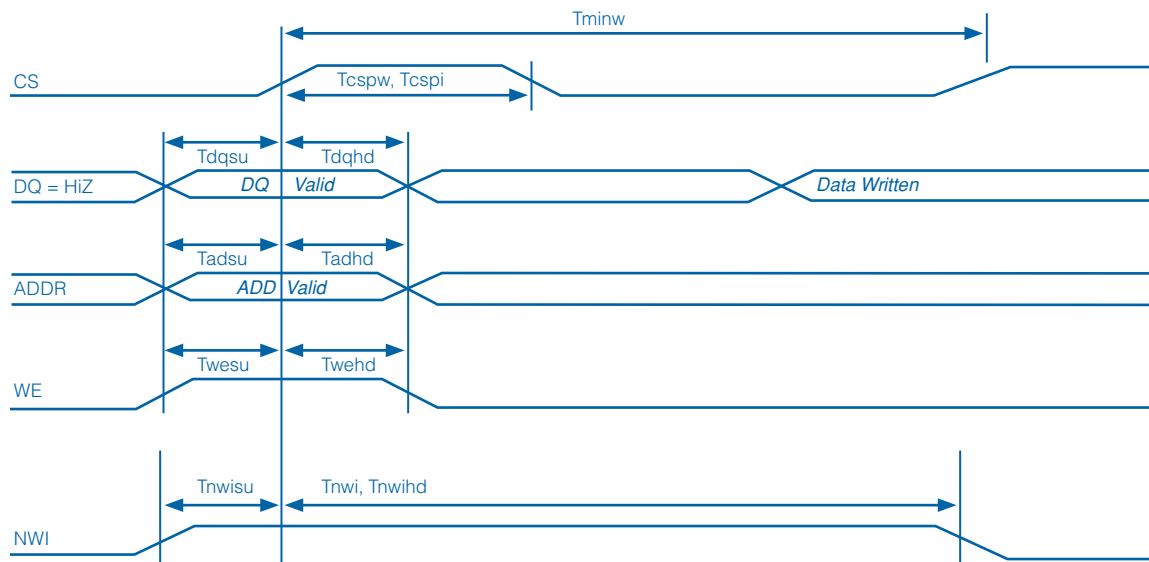 Tminw
CS
Tcspw, Tcspi
Tdqsu Tdqhd
DQ = HiZ DQ Valid Data Written
Tadsu Tadhd
ADDR ADD Valid
Twesu Twehd
WE
Tnwisu Tnwi, Tnwihd
NWI